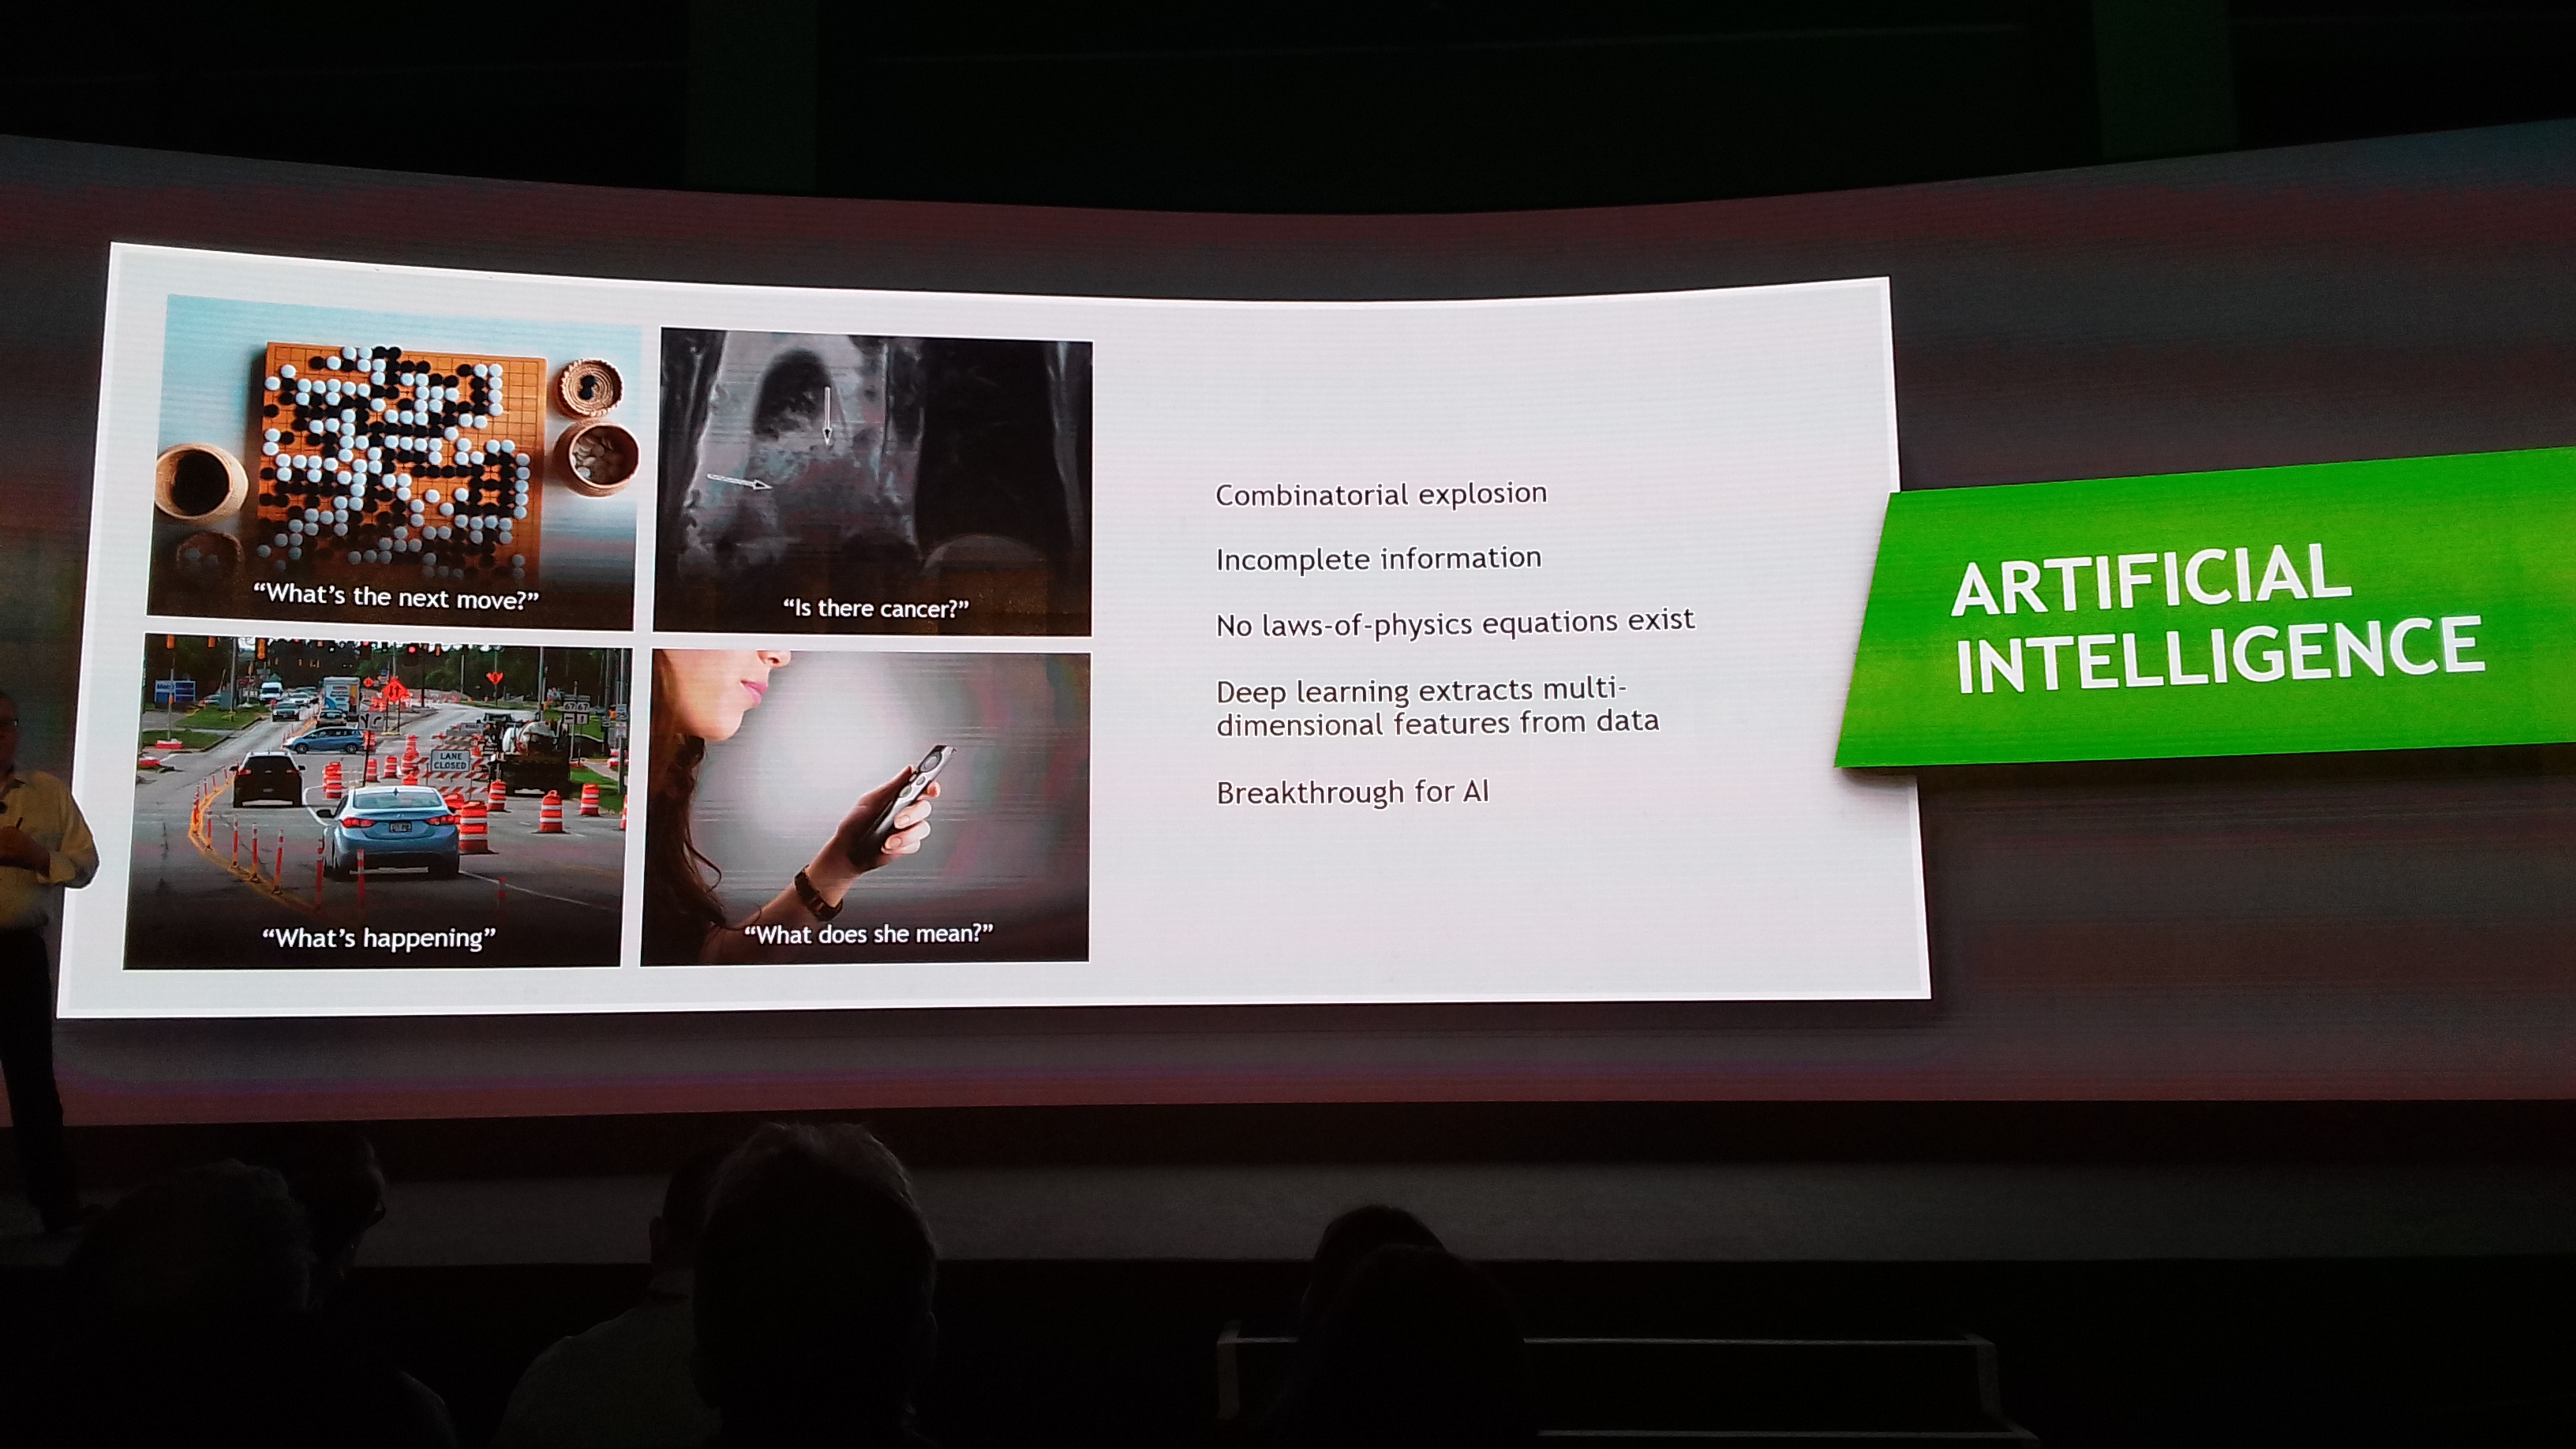 “What’s the next move?”
“Is there cancer?”
LANE
CLOSED
“What’s happening”
“What does she mean?”
Combinatorial explosion
Incomplete information
No laws-of-physics equations exist
Deep learning extracts multi-
dimensional features from data
Breakthrough for AI
ARTIFICIAL
INTELLIGENCE